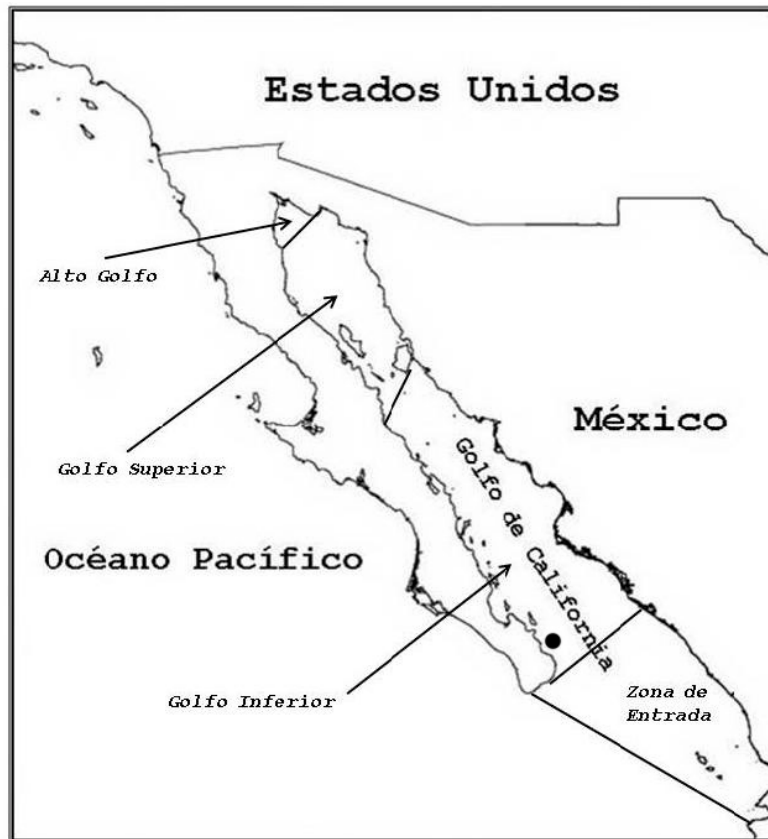 Estados Unidos
Alto Golfo
México
Golfo Superior
Golfo de California
Océano Pacífico
Golfo Inferior
Zona de
Entrada